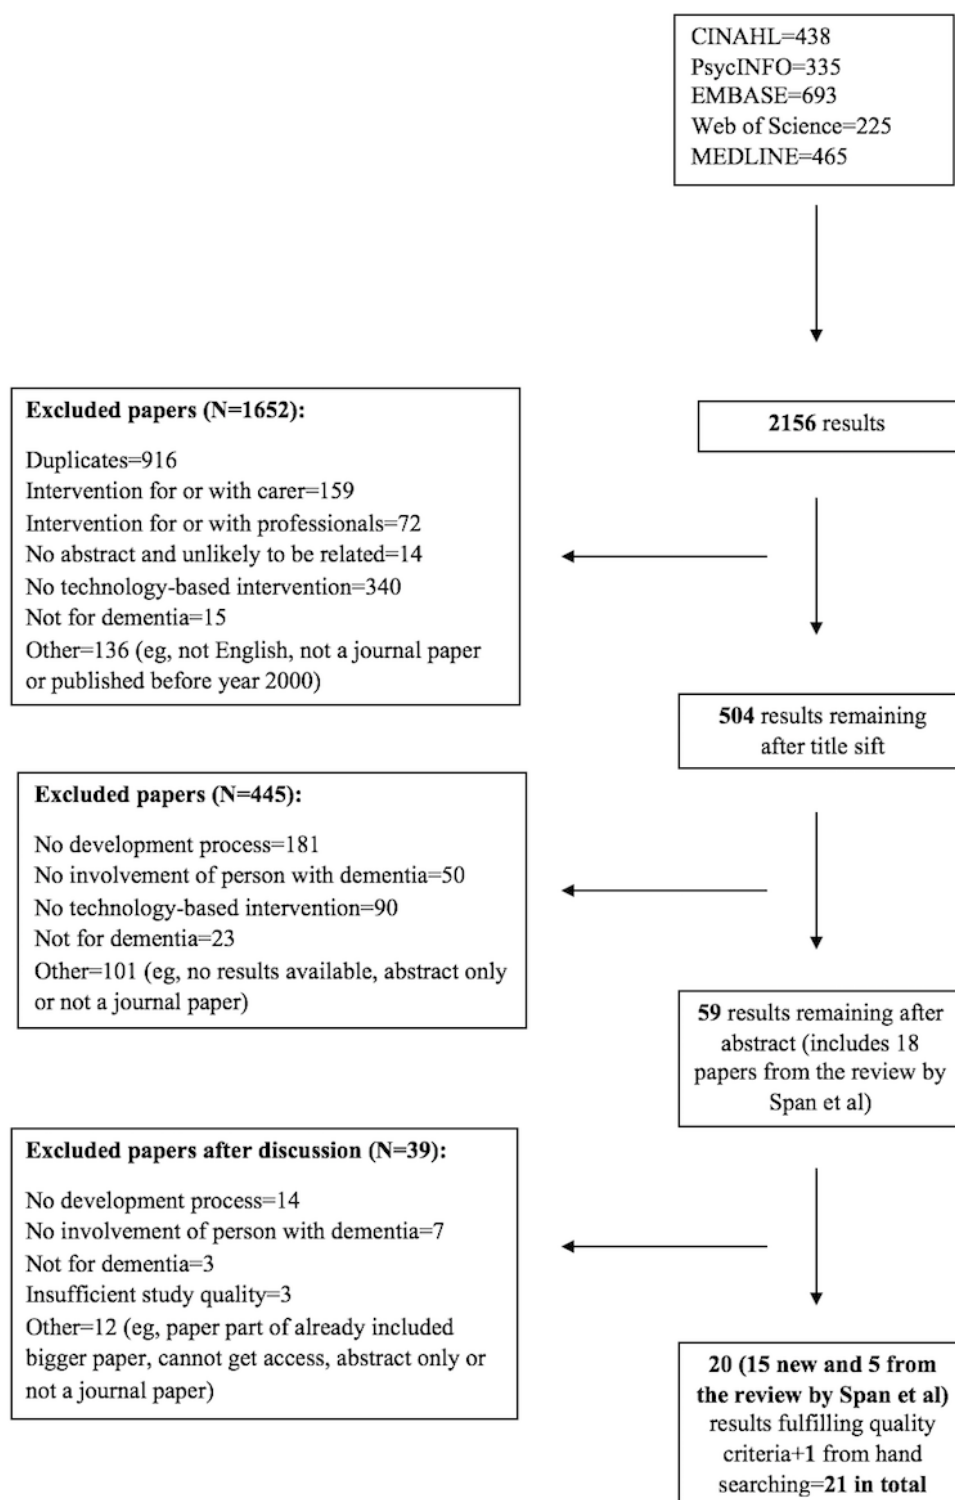 CINAHL=438
PsycINFO=335
EMBASE=693
Web of Science=225
MEDLINE=465
2156 results
Excluded papers (N=1652):
Duplicates=916
Intervention for or with carer=159
Intervention for or with professionals=72
No abstract and unlikely to be related=14
No technology-based intervention=340
Not for dementia=15
Other=136 (eg, not English, not a journal paper
or published before year 2000)
504 results remaining
after title sift
Excluded papers (N=445):
No development process=181
No involvement of person with dementia=50
No technology-based intervention=90
Not for dementia=23
Other=101 (eg, no results available, abstract only
or not a journal paper)
59 results remaining after
abstract (includes 18
papers from the review by
Span et al)
Excluded papers after discussion (N=39):
No development process=14
No involvement of person with dementia=7
Not for dementia=3
Insufficient study quality=3
Other=12 (eg, paper part of already included
bigger paper, cannot get access, abstract only or
not a journal paper)
20 (15 new and 5 from
the review by Span et al)
results fulfilling quality
criteria+1 from hand
searching=21 in total